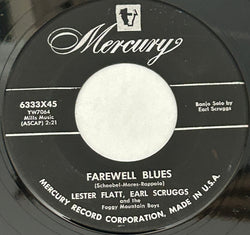 Mercury
6333X45
YW7064
Mills Music
(ASCAP) 2:21
Banjo Solo by
Earl Scruggs
FAREWELL BLUES
(Schoebel-Mares-Rappolo)
LESTER FLATT, EARL SCRUGGS
and the
Foggy Mountain Boys
MERCURY RECORD CORPORATION, MADE IN U.S.A.